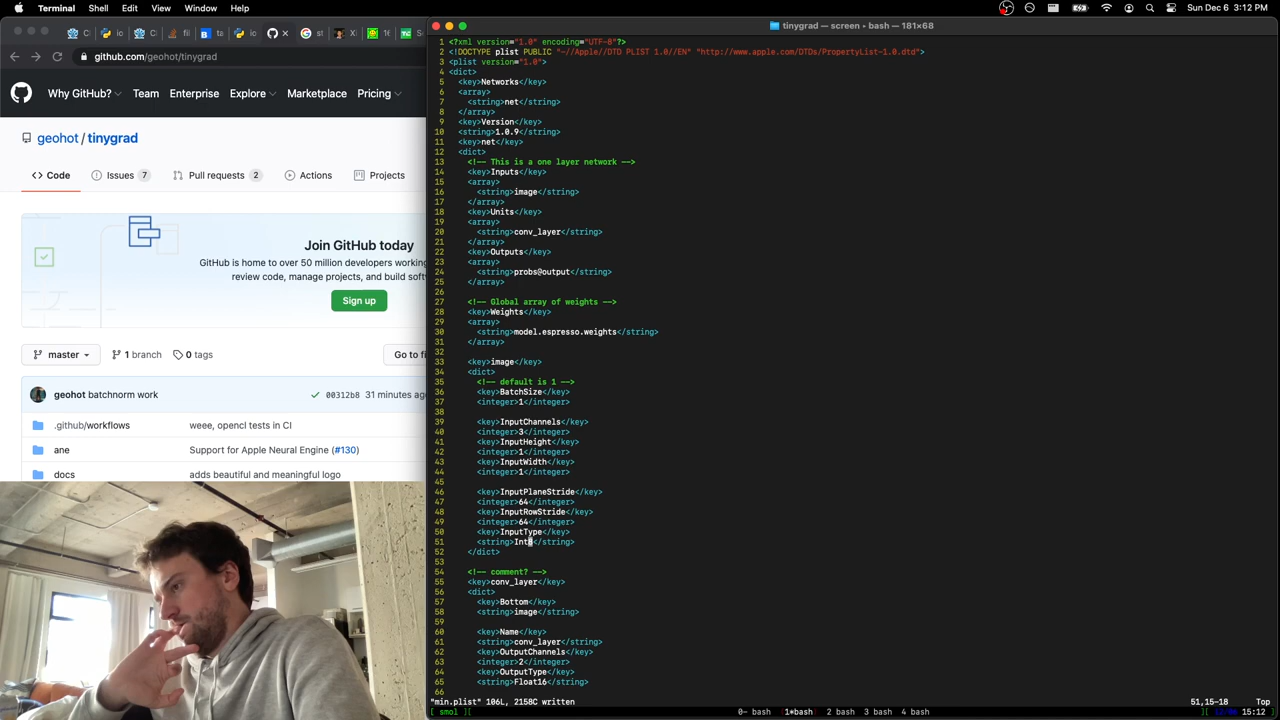 Terminal Shell Edit View Window Help
Sun Dec 6 3:12 PM
github.com/geohot/tinygrad
Why GitHub? Team Enterprise Explore Marketplace Pricing
geohot / tinygrad
<> Code Issues 7 Pull requests 2 Actions Projects
Join GitHub today
GitHub is home to over 50 million developers working
review code, manage projects, and build soft
Sign up
master 1 branch 0 tags Go to fi
geohot batchnorm work 00312b8 31 minutes ag
.github/workflows weee, opencl tests in CI
ane Support for Apple Neural Engine (#130)
docs adds beautiful and meaningful logo
tinygrad — screen • bash — 181×68
1 <?xml version="1.0" encoding="UTF-8"?>
2 <!DOCTYPE plist PUBLIC "-//Apple//DTD PLIST 1.0//EN" "http://www.apple.com/DTDs/PropertyList-1.0.dtd">
3 <plist version="1.0">
4 <dict>
5 <key>Networks</key>
6 <array>
7 <string>net</string>
8 </array>
9 <key>Version</key>
10 <string>1.0.9</string>
11 <key>net</key>
12 <dict>
13 <!-- This is a one layer network -->
14 <key>Inputs</key>
15 <array>
16 <string>image</string>
17 </array>
18 <key>Units</key>
19 <array>
20 <string>conv_layer</string>
21 </array>
22 <key>Outputs</key>
23 <array>
24 <string>probs@output</string>
25 </array>
26
27 <!-- Global array of weights -->
28 <key>Weights</key>
29 <array>
30 <string>model.espresso.weights</string>
31 </array>
32
33 <key>image</key>
34 <dict>
35 <!-- default is 1 -->
36 <key>BatchSize</key>
37 <integer>1</integer>
38
39 <key>InputChannels</key>
40 <integer>3</integer>
41 <key>InputHeight</key>
42 <integer>1</integer>
43 <key>InputWidth</key>
44 <integer>1</integer>
45
46 <key>InputPlaneStride</key>
47 <integer>64</integer>
48 <key>InputRowStride</key>
49 <integer>64</integer>
50 <key>InputType</key>
51 <string>Int8</string>
52 </dict>
53
54 <!-- comment? -->
55 <key>conv_layer</key>
56 <dict>
57 <key>Bottom</key>
58 <string>image</string>
59
60 <key>Name</key>
61 <string>conv_layer</string>
62 <key>OutputChannels</key>
63 <integer>2</integer>
64 <key>OutputType</key>
65 <string>Float16</string>
66
"min.plist" 106L, 2158C written 51,15-18 Top
[ smol ][ 0- bash 1*bash 2 bash 3 bash 4 bash ][ 15:12 ]